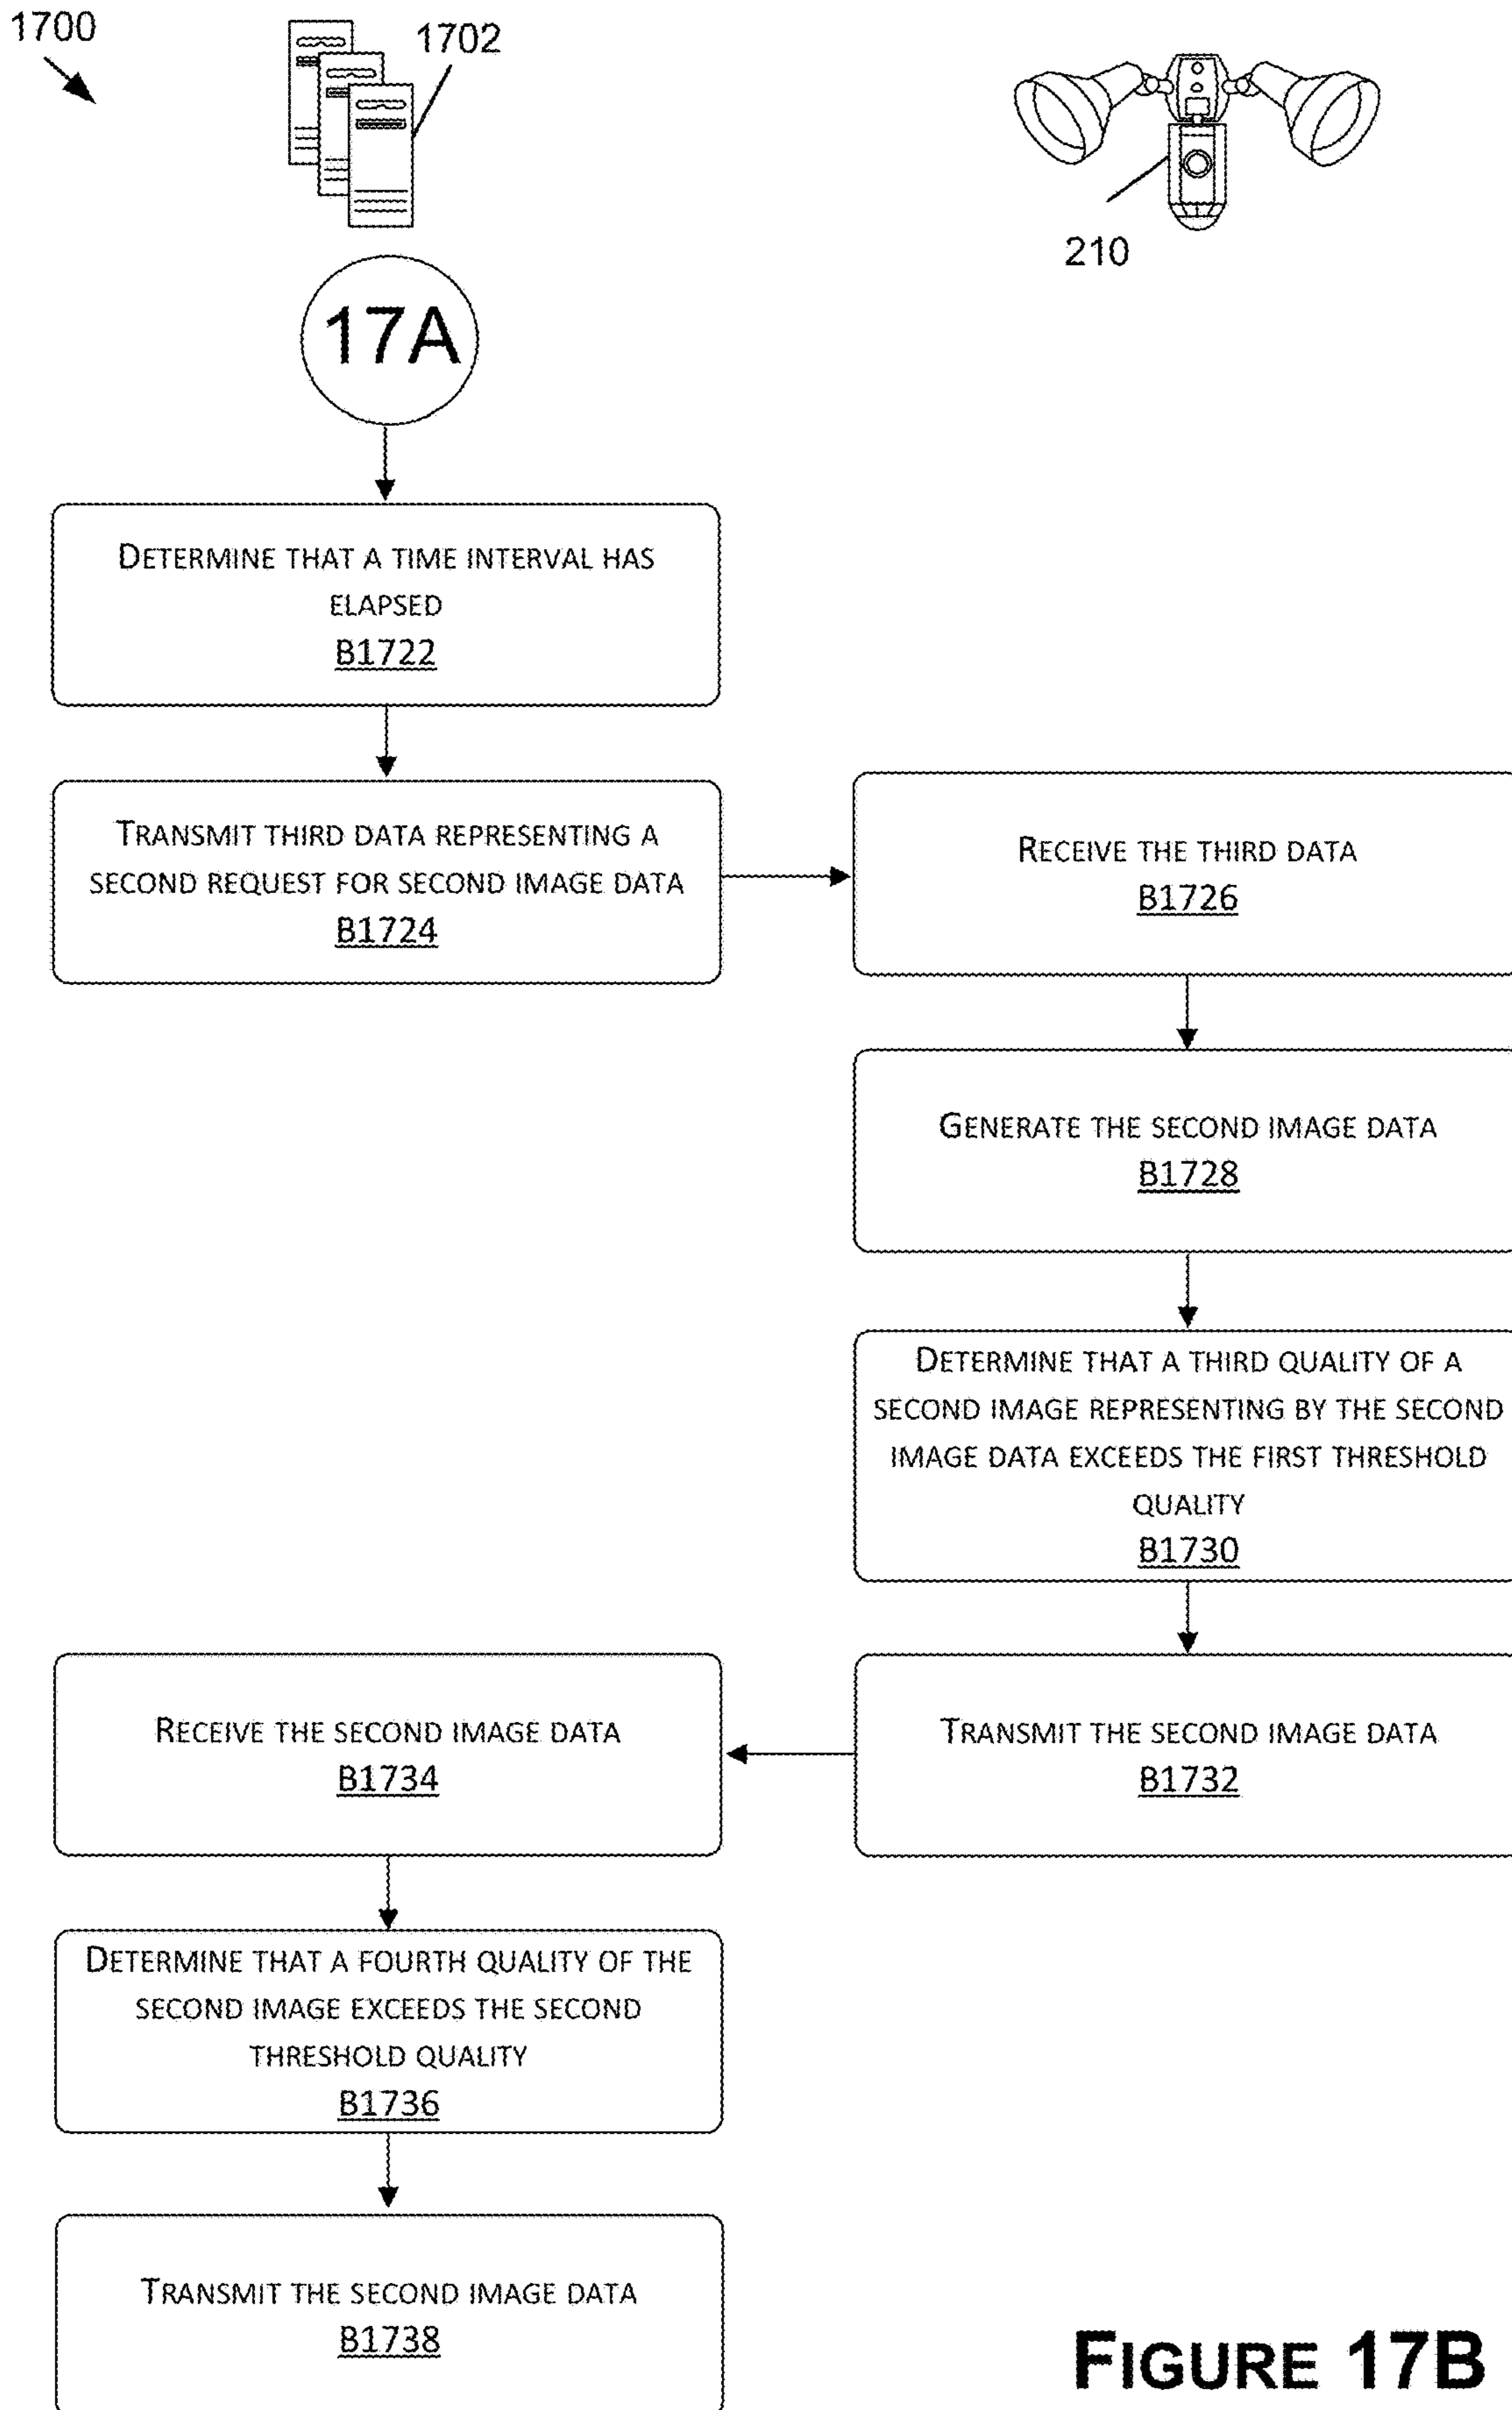 1700
1702
210
17A
DETERMINE THAT A TIME INTERVAL HAS
ELAPSED
B1722
TRANSMIT THIRD DATA REPRESENTING A
SECOND REQUEST FOR SECOND IMAGE DATA
B1724
RECEIVE THE THIRD DATA
B1726
GENERATE THE SECOND IMAGE DATA
B1728
DETERMINE THAT A THIRD QUALITY OF A
SECOND IMAGE REPRESENTING BY THE SECOND
IMAGE DATA EXCEEDS THE FIRST THRESHOLD
QUALITY
B1730
TRANSMIT THE SECOND IMAGE DATA
B1732
RECEIVE THE SECOND IMAGE DATA
B1734
DETERMINE THAT A FOURTH QUALITY OF THE
SECOND IMAGE EXCEEDS THE SECOND
THRESHOLD QUALITY
B1736
TRANSMIT THE SECOND IMAGE DATA
B1738
FIGURE 17B